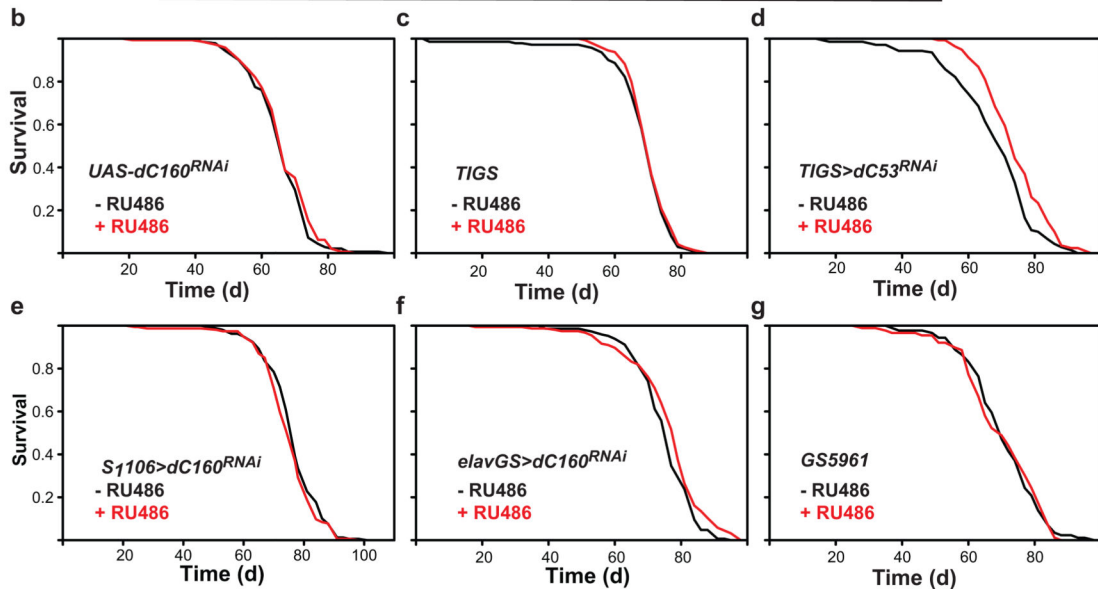 b
c
d
Survival
0.8
0.6
0.4
0.2
UAS-dC160RNAi
- RU486
+ RU486
20
40
60
80
Time (d)
TIGS
- RU486
+ RU486
20
40
60
80
Time (d)
TIGS>dC53RNAi
- RU486
+ RU486
20
40
60
80
Time (d)
e
f
g
Survival
0.8
0.6
0.4
0.2
S1106>dC160RNAi
- RU486
+ RU486
20
40
60
80
100
Time (d)
elavGS>dC160RNAi
- RU486
+ RU486
20
40
60
80
Time (d)
GS5961
- RU486
+ RU486
20
40
60
80
Time (d)